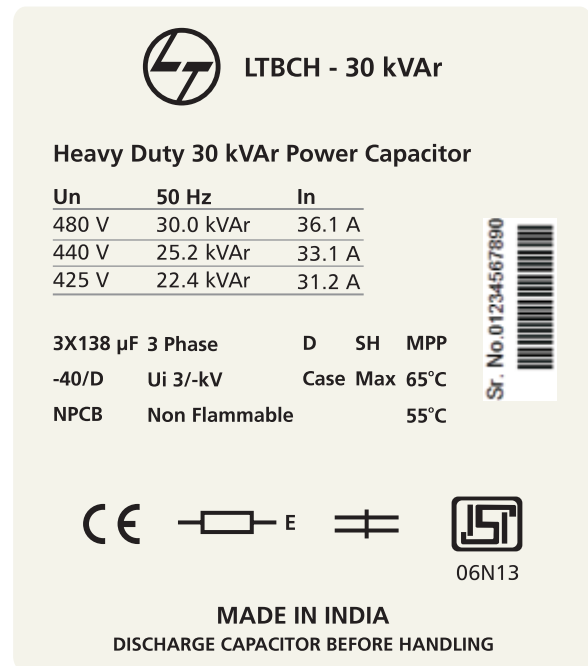 LT
LTBCH - 30 kVAr
Heavy Duty 30 kVAr Power Capacitor
Un 50 Hz In
480 V 30.0 kVAr 36.1 A
440 V 25.2 kVAr 33.1 A
425 V 22.4 kVAr 31.2 A
Sr. No.01234567890
3X138 µF 3 Phase D SH MPP
-40/D Ui 3/-kV Case Max 65°C
NPCB Non Flammable 55°C
CE E ISI
06N13
MADE IN INDIA
DISCHARGE CAPACITOR BEFORE HANDLING